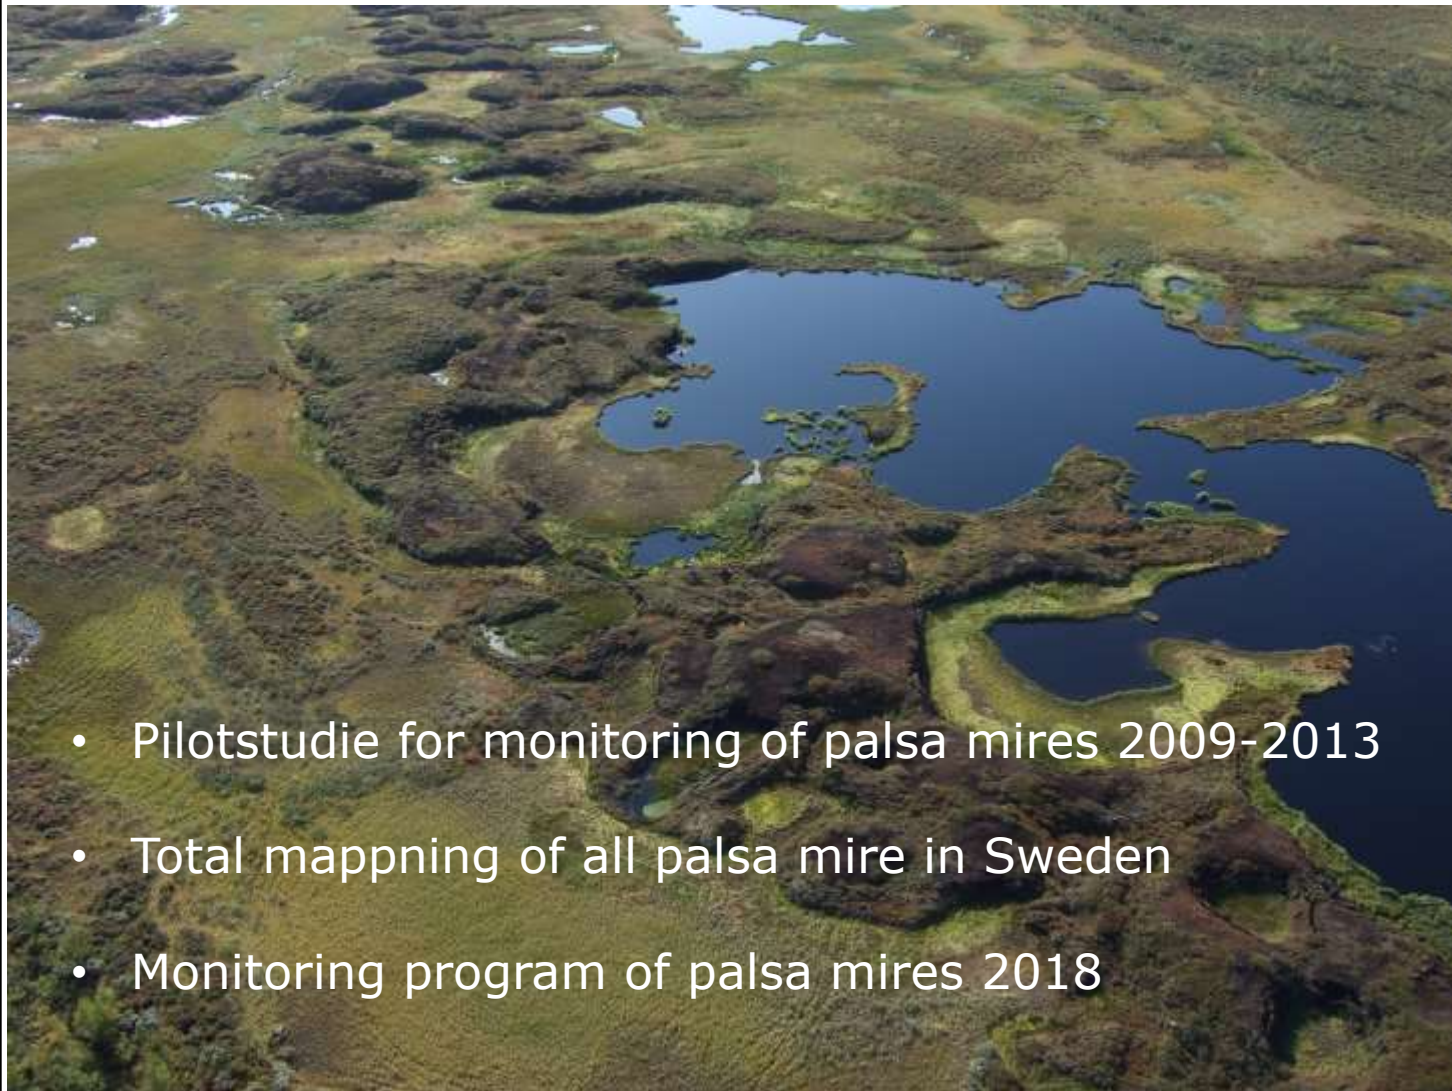 • Pilotstudie for monitoring of palsa mires 2009-2013
• Total mappning of all palsa mire in Sweden
• Monitoring program of palsa mires 2018